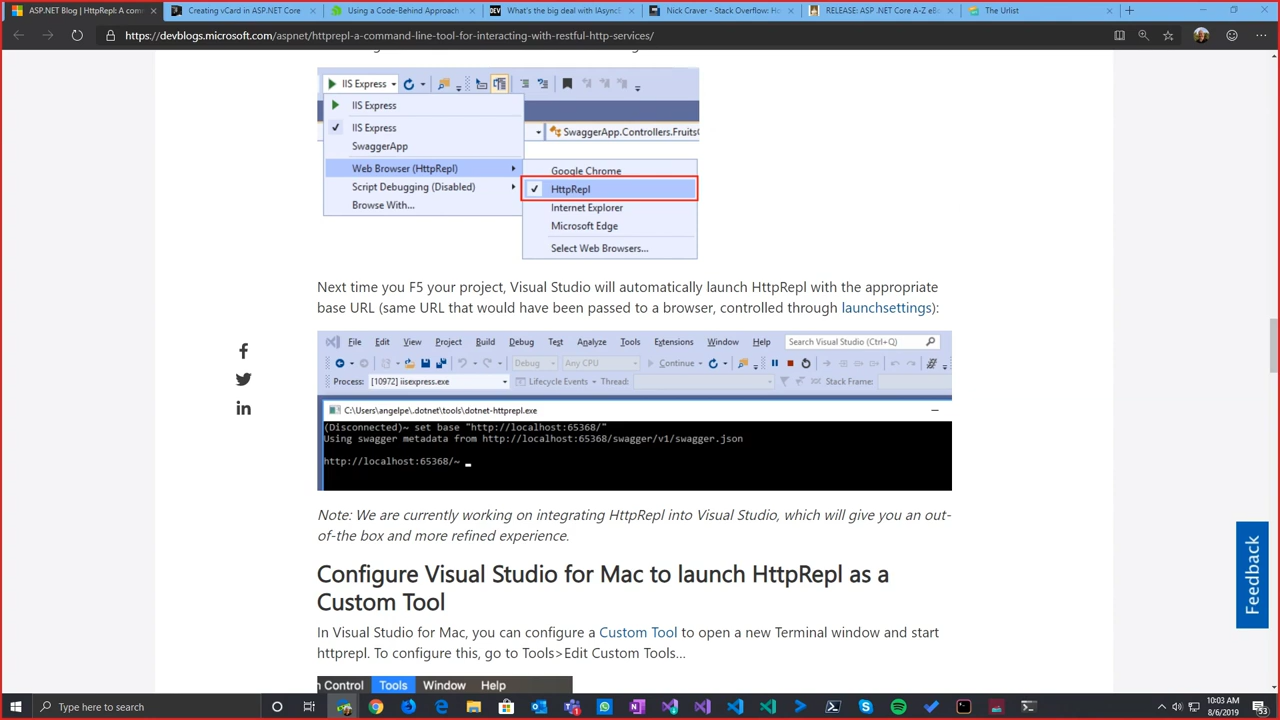 ASP.NET Blog | HttpRepl: A comm
Creating vCard in ASP.NET Core
Using a Code-Behind Approach
DEV
What's the big deal with IAsync
Nick Craver - Stack Overflow: Ho
RELEASE: ASP .NET Core A-Z eBo
The Urlist
https://devblogs.microsoft.com/aspnet/httprepl-a-command-line-tool-for-interacting-with-restful-http-services/
IIS Express
IIS Express
IIS Express
SwaggerApp
Web Browser (HttpRepl)
Script Debugging (Disabled)
Browse With...
SwaggerApp.Controllers.Fruits
Google Chrome
HttpRepl
Internet Explorer
Microsoft Edge
Select Web Browsers...
Next time you F5 your project, Visual Studio will automatically launch HttpRepl with the appropriate
base URL (same URL that would have been passed to a browser, controlled through launchsettings):
File Edit View Project Build Debug Test Analyze Tools Extensions Window Help Search Visual Studio (Ctrl+Q)
Debug Any CPU Continue
Process: [10972] iisexpress.exe Lifecycle Events Thread: Stack Frame:
C:\Users\angelpe\.dotnet\tools\dotnet-httprepl.exe
(Disconnected)~ set base "http://localhost:65368/"
Using swagger metadata from http://localhost:65368/swagger/v1/swagger.json
http://localhost:65368/~
Note: We are currently working on integrating HttpRepl into Visual Studio, which will give you an out-
of-the box and more refined experience.
Configure Visual Studio for Mac to launch HttpRepl as a
Custom Tool
In Visual Studio for Mac, you can configure a Custom Tool to open a new Terminal window and start
httprepl. To configure this, go to Tools>Edit Custom Tools...
n Control Tools Window Help
Feedback
Type here to search
10:03 AM
8/6/2019
53